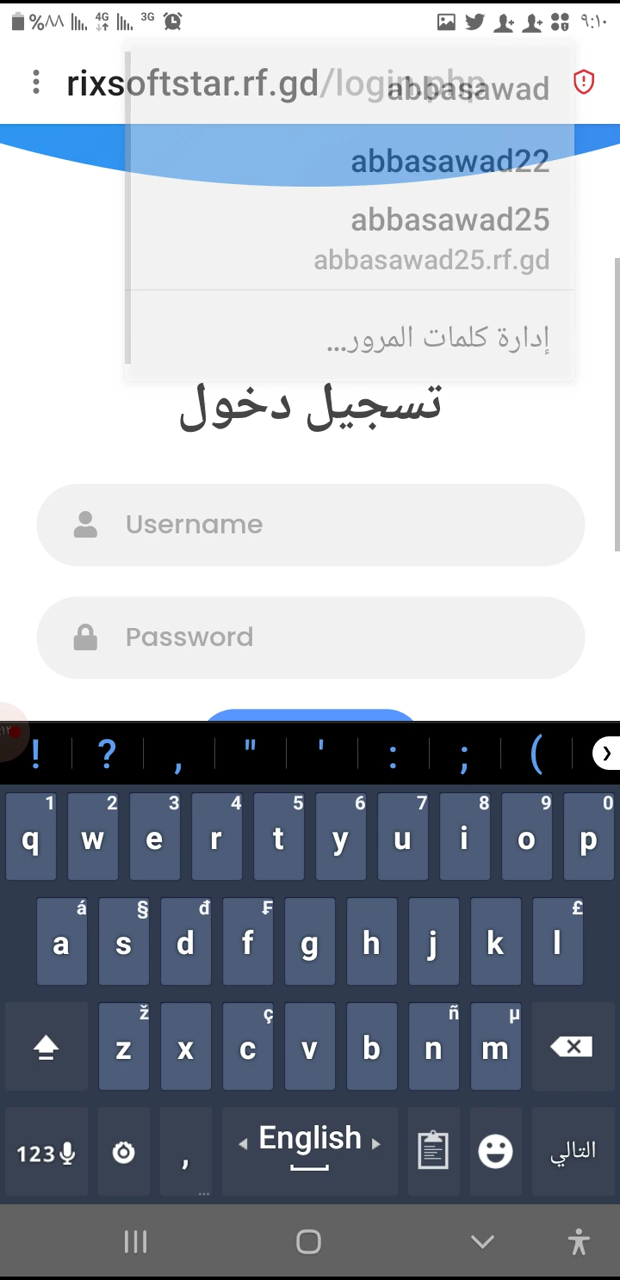 %٨٨ 4G 3G ٩:١٠
rixsoftstar.rf.gd/login.php
abbasawad
abbasawad22
abbasawad25
abbasawad25.rf.gd
إدارة كلمات المرور...
تسجيل دخول
Username
Password
! ? , " ' : ; (
1 2 3 4 5 6 7 8 9 0
q w e r t y u i o p
á § đ ₣ £
a s d f g h j k l
ž ç ñ µ
z x c v b n m
123 , ... English التالي